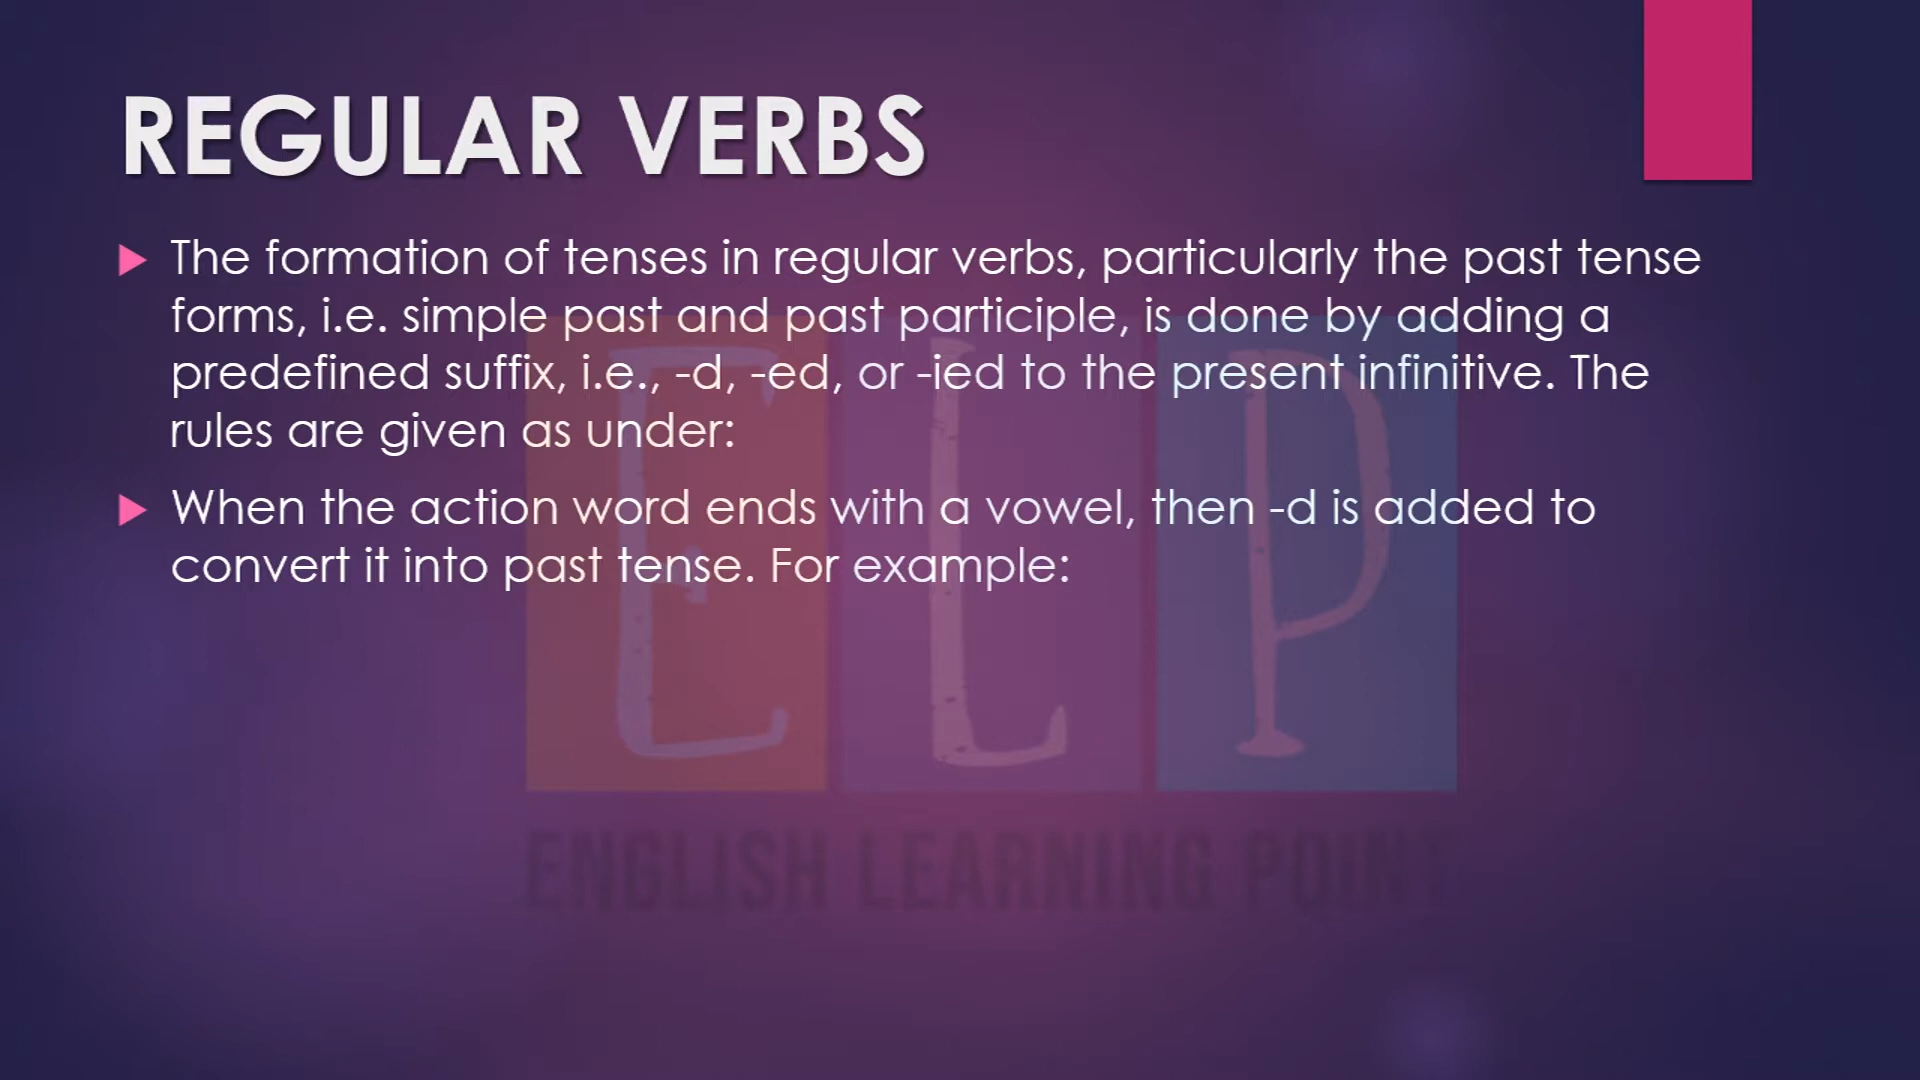 REGULAR VERBS
The formation of tenses in regular verbs, particularly the past tense
forms, i.e. simple past and past participle, is done by adding a
predefined suffix, i.e., -d, -ed, or -ied to the present infinitive. The
rules are given as under:
When the action word ends with a vowel, then -d is added to
convert it into past tense. For example:
ELP
ENGLISH LEARNING POINT